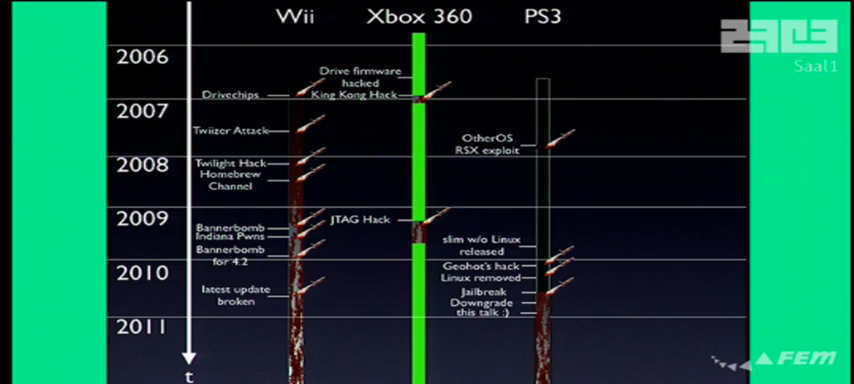 Wii Xbox 360 PS3
27C3
Saal1
2006
Drive firmware
hacked
Drivechips
King Kong Hack
2007
Twiizer Attack
OtherOS
RSX exploit
2008
Twilight Hack
Homebrew
Channel
2009
JTAG Hack
Bannerbomb
Indiana Pwns
Bannerbomb
for 4.2
slim w/o Linux
released
2010
Geohot's hack
Linux removed
latest update
broken
Jailbreak
Downgrade
this talk :)
2011
FEM
t